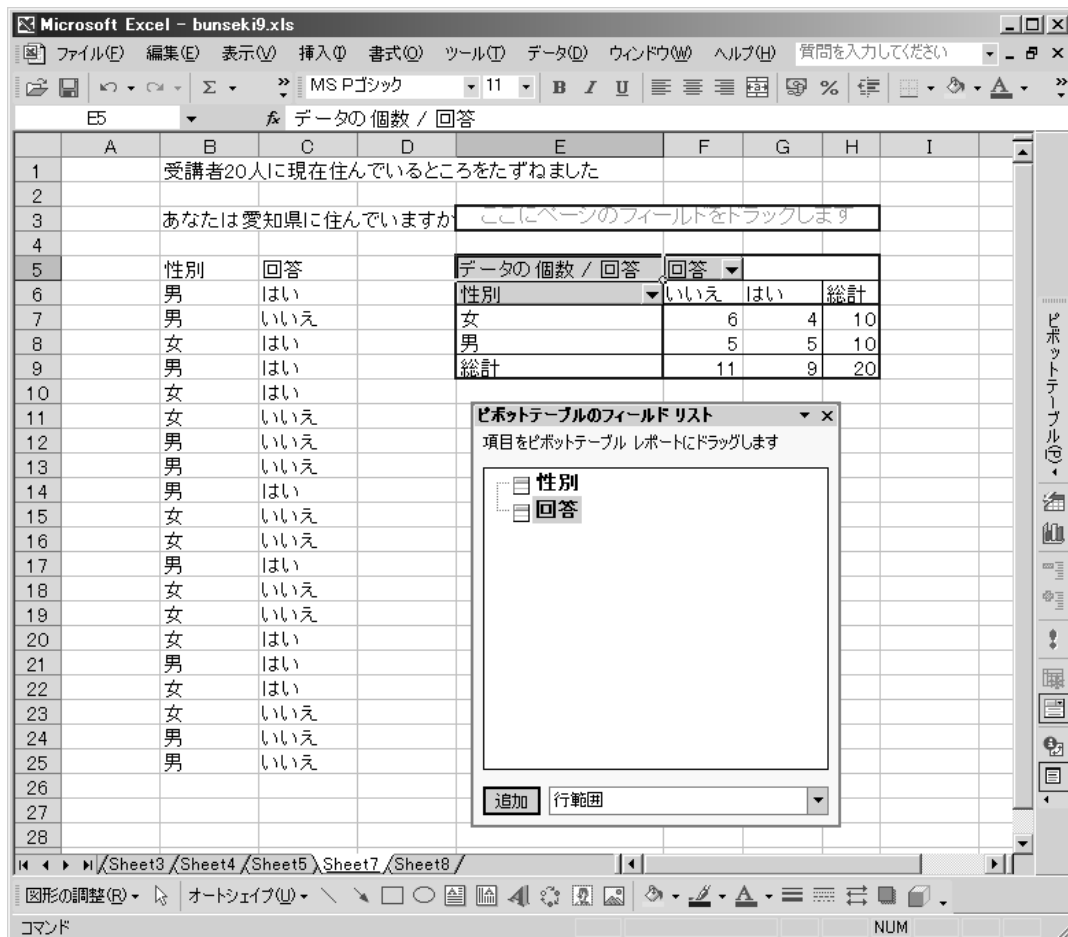 Microsoft Excel - bunseki9.xls
ファイル(F) 編集(E) 表示(V) 挿入(I) 書式(O) ツール(T) データ(D) ウィンドウ(W) ヘルプ(H) 質問を入力してください
MS Pゴシック 11 B I U
E5 fx データの個数 / 回答
A B C D E F G H I
1 受講者20人に現在住んでいるところをたずねました
2
3 あなたは愛知県に住んでいますか ここにページのフィールドをドラッグします
4
5 性別 回答 データの個数 / 回答 回答
6 男 はい 性別 いいえ はい 総計
7 男 いいえ 女 6 4 10
8 女 はい 男 5 5 10
9 男 はい 総計 11 9 20
10 女 はい
11 女 いいえ
12 男 いいえ
13 男 いいえ
14 男 はい
15 女 いいえ
16 女 いいえ
17 男 はい
18 女 いいえ
19 女 いいえ
20 女 はい
21 男 はい
22 女 はい
23 女 いいえ
24 男 いいえ
25 男 いいえ
26
27
28
ピボットテーブルのフィールド リスト
項目をピボットテーブル レポートにドラッグします
性別
回答
追加 行範囲
ピボットテーブル(P)
Sheet3 Sheet4 Sheet5 Sheet7 Sheet8
図形の調整(R) オートシェイプ(U)
コマンド NUM